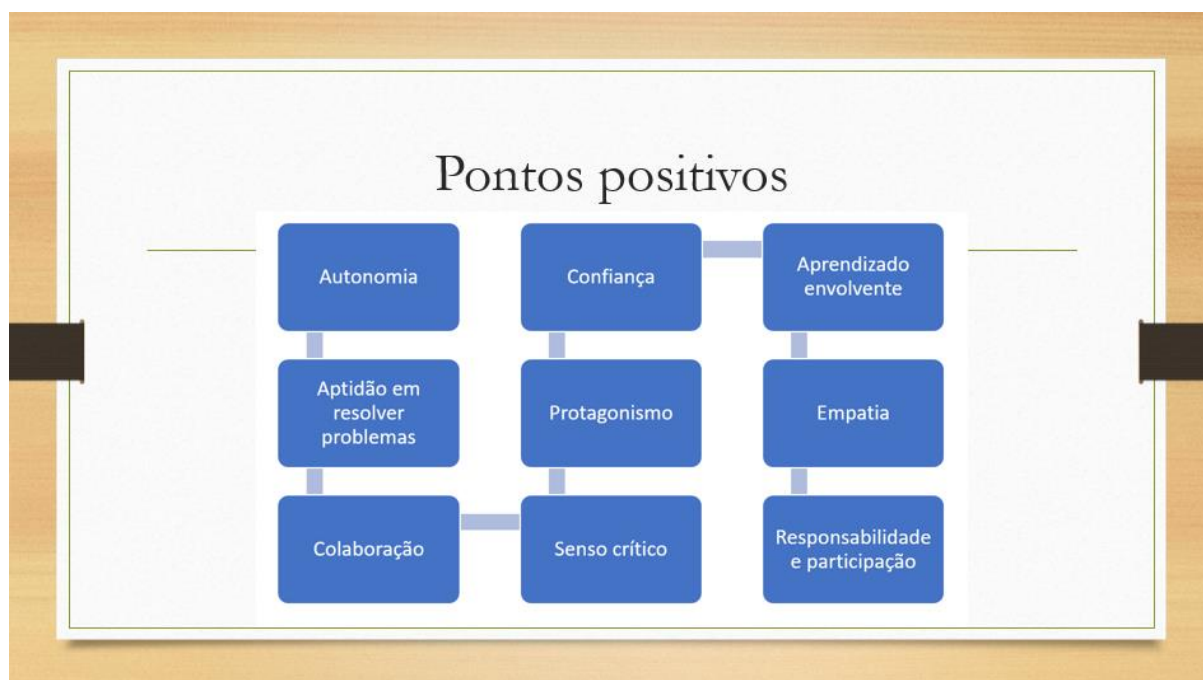 Pontos positivos
Autonomia
Aptidão em
resolver
problemas
Colaboração
Senso crítico
Protagonismo
Confiança
Aprendizado
envolvente
Empatia
Responsabilidade
e participação